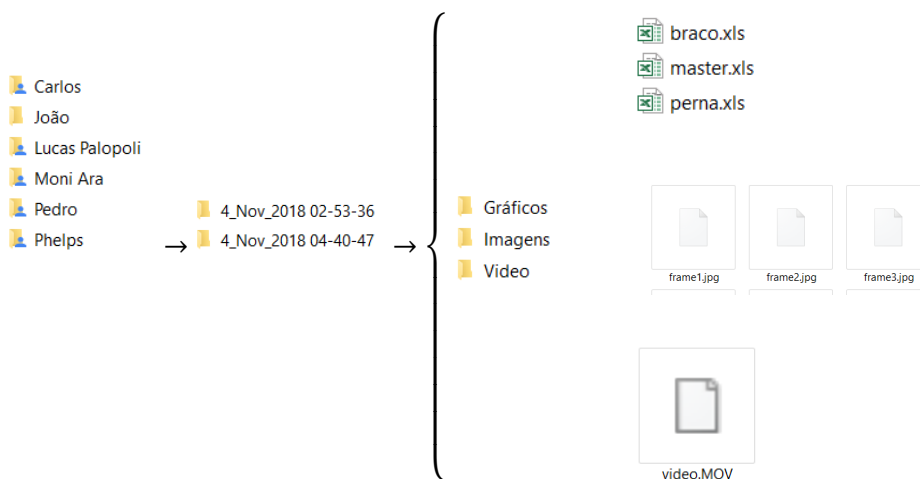 Carlos
João
Lucas Palopoli
Moni Ara
Pedro
Phelps
4_Nov_2018 02-53-36
4_Nov_2018 04-40-47
Gráficos
Imagens
Video
braco.xls
master.xls
perna.xls
frame1.jpg
frame2.jpg
frame3.jpg
video.MOV